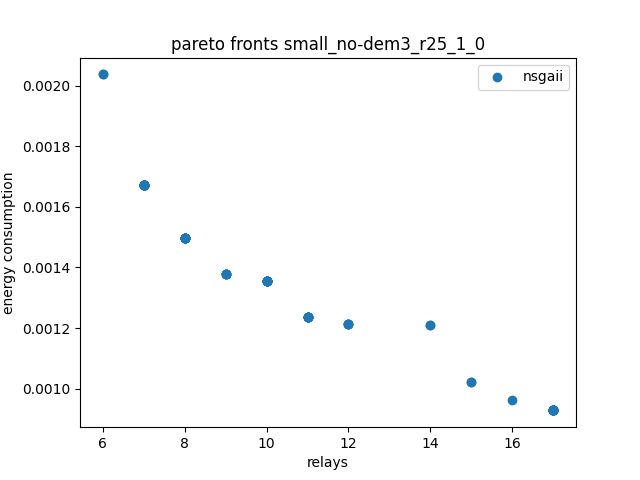 pareto fronts small_no-dem3_r25_1_0
nsgaii
energy consumption
0.0020
0.0018
0.0016
0.0014
0.0012
0.0010
6 8 10 12 14 16
relays